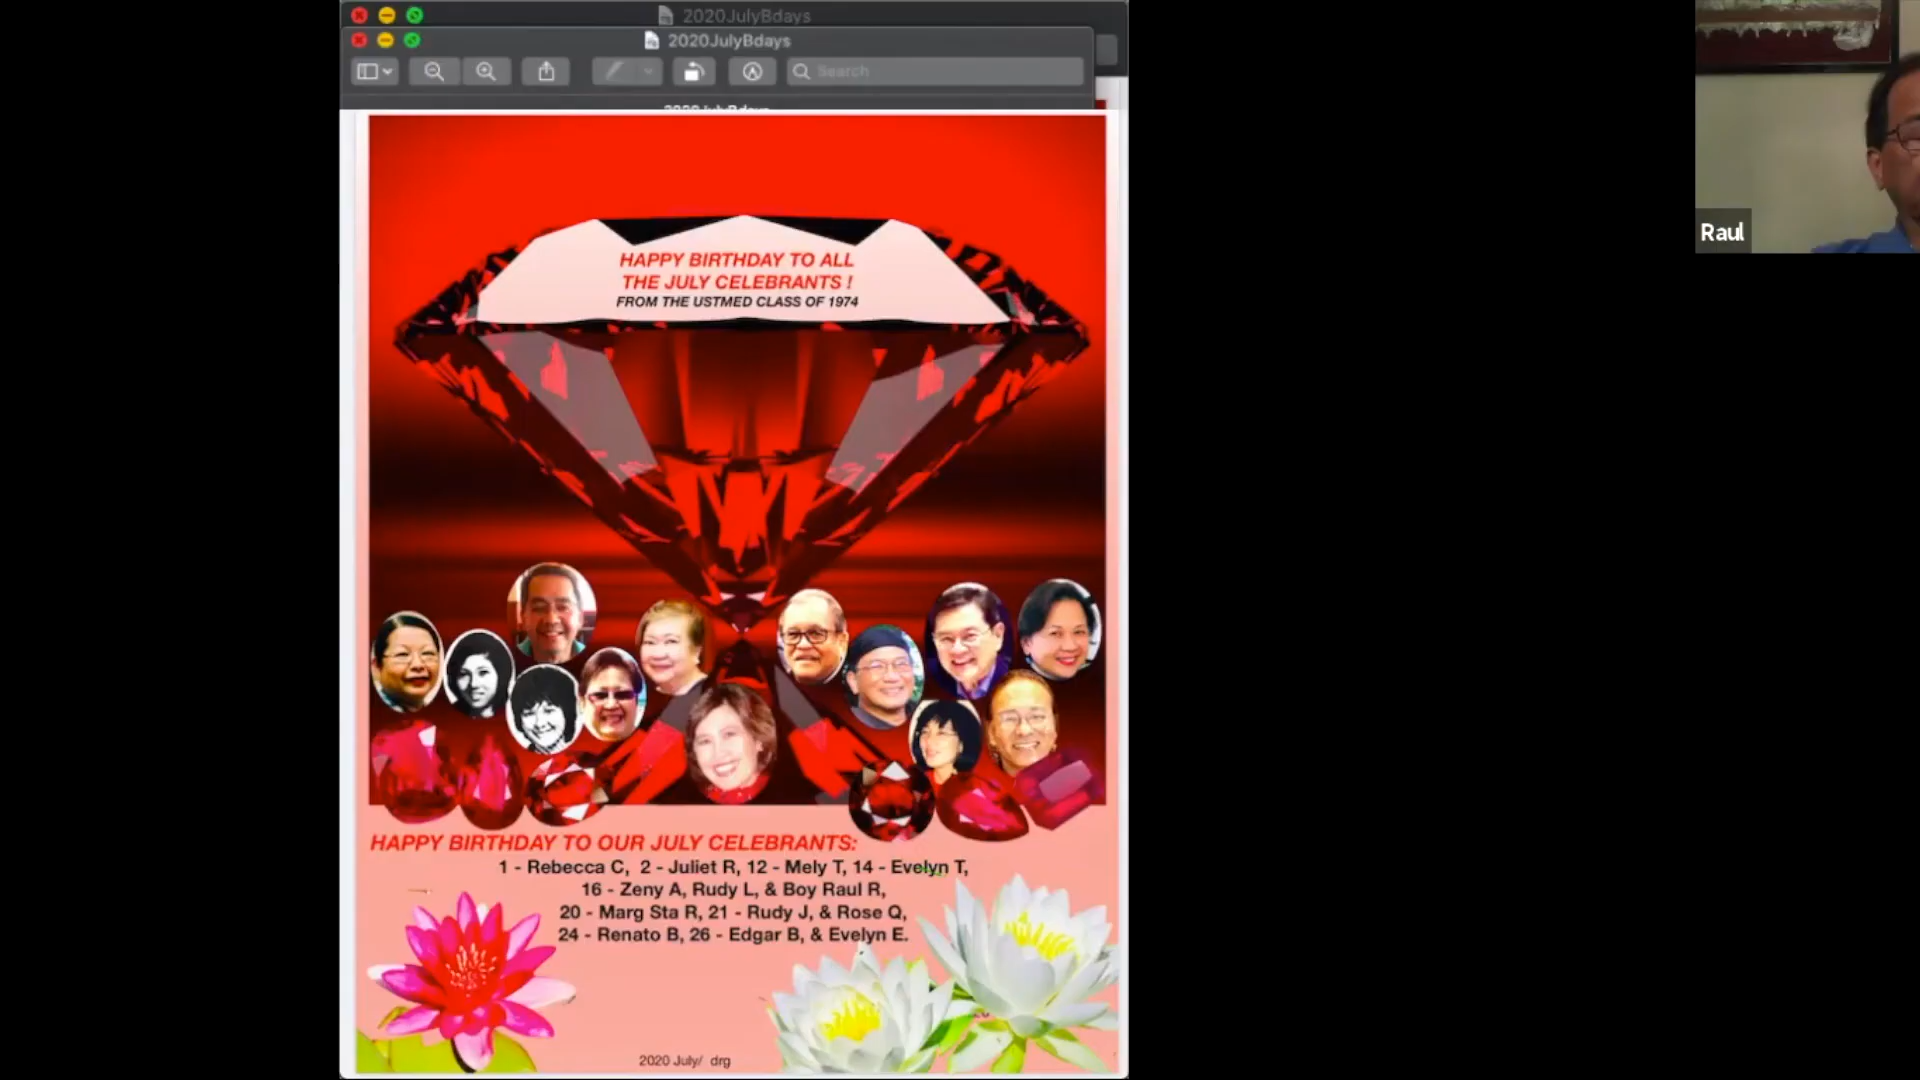 2020JulyBdays
2020JulyBdays
Search
2020JulyBdays
HAPPY BIRTHDAY TO ALL
THE JULY CELEBRANTS !
FROM THE USTMED CLASS OF 1974
HAPPY BIRTHDAY TO OUR JULY CELEBRANTS:
1 - Rebecca C, 2 - Juliet R, 12 - Mely T, 14 - Evelyn T,
16 - Zeny A, Rudy L, & Boy Raul R,
20 - Marg Sta R, 21 - Rudy J, & Rose Q,
24 - Renato B, 26 - Edgar B, & Evelyn E.
2020 July/ drg
Raul